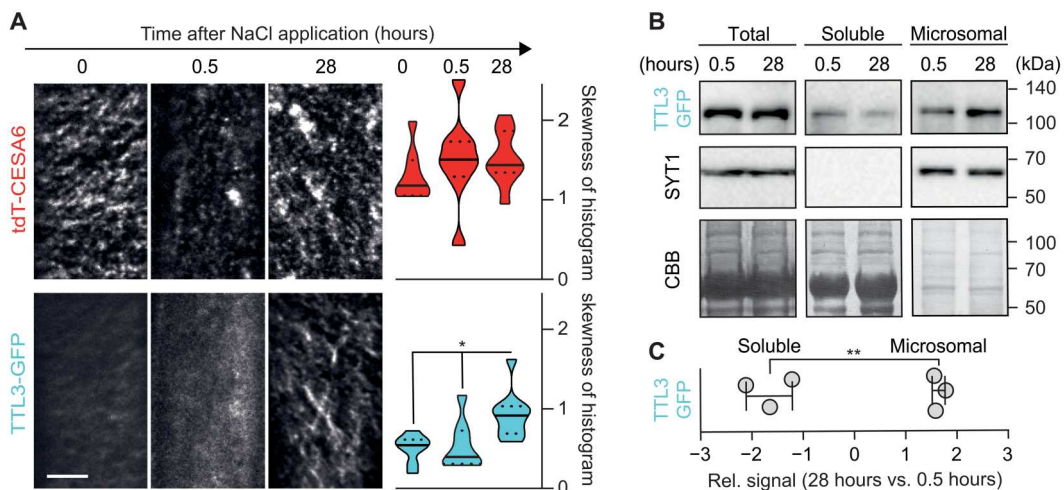 A
Time after NaCl application (hours)
0 0.5 28
0 0.5 28
tdT-CESA6
Skewness of histogram
2
1
0
TTL3-GFP
*
skewness of histogram
2
1
0
B
Total Soluble Microsomal
(hours) 0.5 28 0.5 28 0.5 28 (kDa)
TTL3
GFP
140
100
SYT1
70
50
CBB
100
70
50
C
Soluble ** Microsomal
TTL3
GFP
−3 −2 −1 0 1 2 3
Rel. signal (28 hours vs. 0.5 hours)